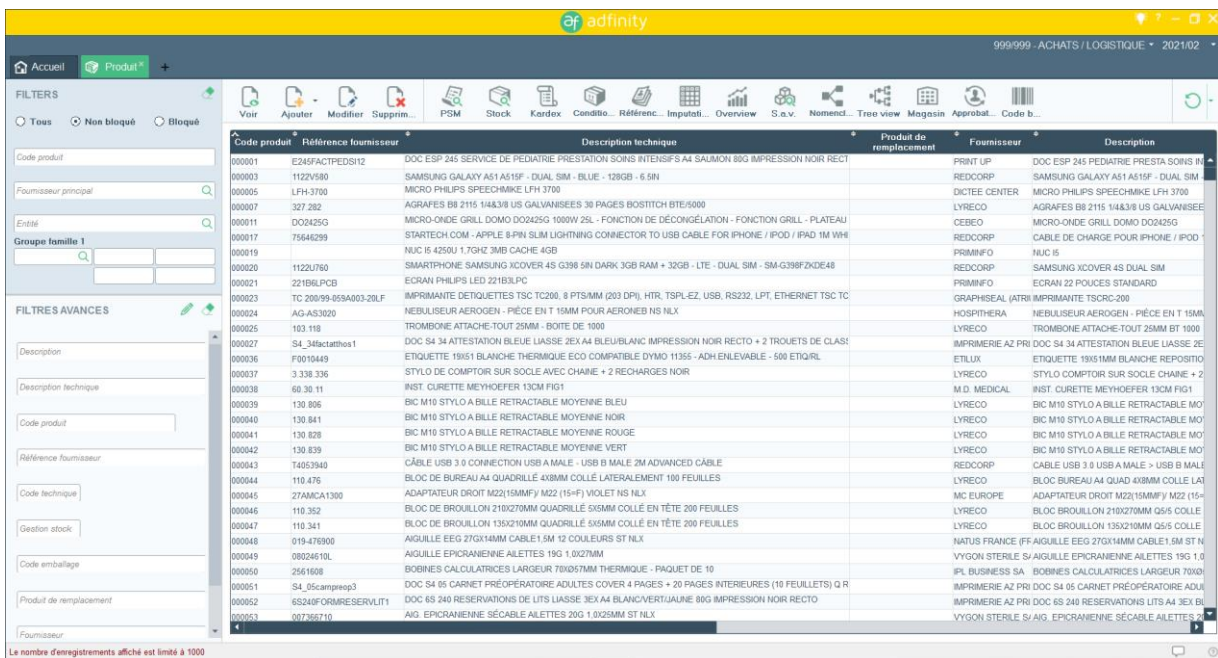 adfinity
999/999 - ACHATS / LOGISTIQUE 2021/02
Accueil Produit
FILTERS
Tous Non bloqué Bloqué
Code produit
Fournisseur principal
Entité
Groupe famille 1
FILTRES AVANCES
Description
Description technique
Code produit
Référence fournisseur
Code technique
Gestion stock
Code emballage
Produit de remplacement
Fournisseur
Voir Ajouter Modifier Supprim... PSM Stock Kardex Conditio... Référenc... Imputati... Overview S.a.v. Nomencl... Tree view Magasin Approbat... Code b...
Code produit Référence fournisseur Description technique Produit de remplacement Fournisseur Description
000001 E245FACTPEDSI12 DOC ESP 245 SERVICE DE PEDIATRIE PRESTATION SOINS INTENSIFS A4 SAUMON 80G IMPRESSION NOIR RECT PRINT UP DOC ESP 245 PEDIATRIE PRESTA SOINS IN
000003 1122V580 SAMSUNG GALAXY A51 A515F - DUAL SIM - BLUE - 128GB - 6.5IN REDCORP SAMSUNG GALAXY A51 A515F - DUAL SIM -
000005 LFH-3700 MICRO PHILIPS SPEECHMIKE LFH 3700 DICTEE CENTER MICRO PHILIPS SPEECHMIKE LFH 3700
000007 327.282 AGRAFES B8 2115 1/4&3/8 US GALVANISEES 30 PAGES BOSTITCH BTE/5000 LYRECO AGRAFES B8 2115 1/4&3/8 US GALVANISEE
000011 DO2425G MICRO-ONDE GRILL DOMO DO2425G 1000W 25L - FONCTION DE DÉCONGÉLATION - FONCTION GRILL - PLATEAU CEBEO MICRO-ONDE GRILL DOMO DO2425G
000017 75646299 STARTECH.COM - APPLE 8-PIN SLIM LIGHTNING CONNECTOR TO USB CABLE FOR IPHONE / IPOD / IPAD 1M WHI REDCORP CABLE DE CHARGE POUR IPHONE / IPOD
000019 NUC I5 4250U 1,7GHZ 3MB CACHE 4GB PRIMINFO NUC I5
000020 1122U760 SMARTPHONE SAMSUNG XCOVER 4S G398 5IN DARK 3GB RAM + 32GB - LTE - DUAL SIM - SM-G398FZKDE48 REDCORP SAMSUNG XCOVER 4S DUAL SIM
000021 221B6LPCB ECRAN PHILIPS LED 221B3LPC PRIMINFO ECRAN 22 POUCES STANDARD
000023 TC 200/99-059A003-20LF IMPRIMANTE DETIQUETTES TSC TC200, 8 PTS/MM (203 DPI), HTR, TSPL-EZ, USB, RS232, LPT, ETHERNET TSC TC GRAPHISEAL (ATRI IMPRIMANTE TSCRC-200
000024 AG-AS3020 NEBULISEUR AEROGEN - PIÈCE EN T 15MM POUR AERONEB NS NLX HOSPITHERA NEBULISEUR AEROGEN - PIÈCE EN T 15MM
000025 103.118 TROMBONE ATTACHE-TOUT 25MM - BOITE DE 1000 LYRECO TROMBONE ATTACHE-TOUT 25MM BT 1000
000027 S4_34factatthos1 DOC S4 34 ATTESTATION BLEUE LIASSE 2EX A4 BLEU/BLANC IMPRESSION NOIR RECTO + 2 TROUETS DE CLAS IMPRIMERIE AZ PRI DOC S4 34 ATTESTATION BLEUE LIASSE 2E
000036 F0010449 ETIQUETTE 19X51 BLANCHE THERMIQUE ECO COMPATIBLE DYMO 11355 - ADH.ENLEVABLE - 500 ETIQ/RL ETILUX ETIQUETTE 19X51MM BLANCHE REPOSITIO
000037 3.338.336 STYLO DE COMPTOIR SUR SOCLE AVEC CHAINE + 2 RECHARGES NOIR LYRECO STYLO COMPTOIR SUR SOCLE CHAINE + 2
000038 60.30.11 INST. CURETTE MEYHOEFER 13CM FIG1 M.D. MEDICAL INST. CURETTE MEYHOEFER 13CM FIG1
000039 130.806 BIC M10 STYLO A BILLE RETRACTABLE MOYENNE BLEU LYRECO BIC M10 STYLO A BILLE RETRACTABLE MO
000040 130.841 BIC M10 STYLO A BILLE RETRACTABLE MOYENNE NOIR LYRECO BIC M10 STYLO A BILLE RETRACTABLE MO
000041 130.828 BIC M10 STYLO A BILLE RETRACTABLE MOYENNE ROUGE LYRECO BIC M10 STYLO A BILLE RETRACTABLE MO
000042 130.839 BIC M10 STYLO A BILLE RETRACTABLE MOYENNE VERT LYRECO BIC M10 STYLO A BILLE RETRACTABLE MO
000043 T4053940 CÂBLE USB 3.0 CONNECTION USB A MALE - USB B MALE 2M ADVANCED CÂBLE REDCORP CABLE USB 3.0 USB A MALE > USB B MALE
000044 110.476 BLOC DE BUREAU A4 QUADRILLÉ 4X8MM COLLÉ LATERALEMENT 100 FEUILLES LYRECO BLOC BUREAU A4 QUAD 4X8MM COLLE LAT
000045 27AMCA1300 ADAPTATEUR DROIT M22(15MMF)/ M22 (15=F) VIOLET NS NLX MC EUROPE ADAPTATEUR DROIT M22(15MMF)/ M22 (15=
000046 110.352 BLOC DE BROUILLON 210X270MM QUADRILLÉ 5X5MM COLLÉ EN TÊTE 200 FEUILLES LYRECO BLOC BROUILLON 210X270MM Q5/5 COLLE
000047 110.341 BLOC DE BROUILLON 135X210MM QUADRILLÉ 5X5MM COLLÉ EN TÊTE 200 FEUILLES LYRECO BLOC BROUILLON 135X210MM Q5/5 COLLE
000048 019-476900 AIGUILLE EEG 27GX14MM CABLE1,5M 12 COULEURS ST NLX NATUS FRANCE (FF AIGUILLE EEG 27GX14MM CABLE1,5M ST N
000049 08024610L AIGUILLE EPICRANIENNE AILETTES 19G 1,0X27MM VYGON STERILE S/ AIGUILLE EPICRANIENNE AILETTES 19G 1,0
000050 2561608 BOBINES CALCULATRICES LARGEUR 70XØ57MM THERMIQUE - PAQUET DE 10 IPL BUSINESS SA BOBINES CALCULATRICES LARGEUR 70XØ
000051 S4_05campreop3 DOC S4 05 CARNET PRÉOPÉRATOIRE ADULTES COVER 4 PAGES + 20 PAGES INTERIEURES (10 FEUILLETS) Q R IMPRIMERIE AZ PRI DOC S4 05 CARNET PRÉOPÉRATOIRE ADUL
000052 6S240FORMRESERVLIT1 DOC 6S 240 RESERVATIONS DE LITS LIASSE 3EX A4 BLANC/VERT/JAUNE 80G IMPRESSION NOIR RECTO IMPRIMERIE AZ PRI DOC 6S 240 RESERVATIONS LITS A4 3EX BL
000053 007366710 AIG. EPICRANIENNE SÉCABLE AILETTES 20G 1,0X25MM ST NLX VYGON STERILE S/ AIG. EPICRANIENNE SÉCABLE AILETTES 2
Le nombre d'enregistrements affiché est limité à 1000